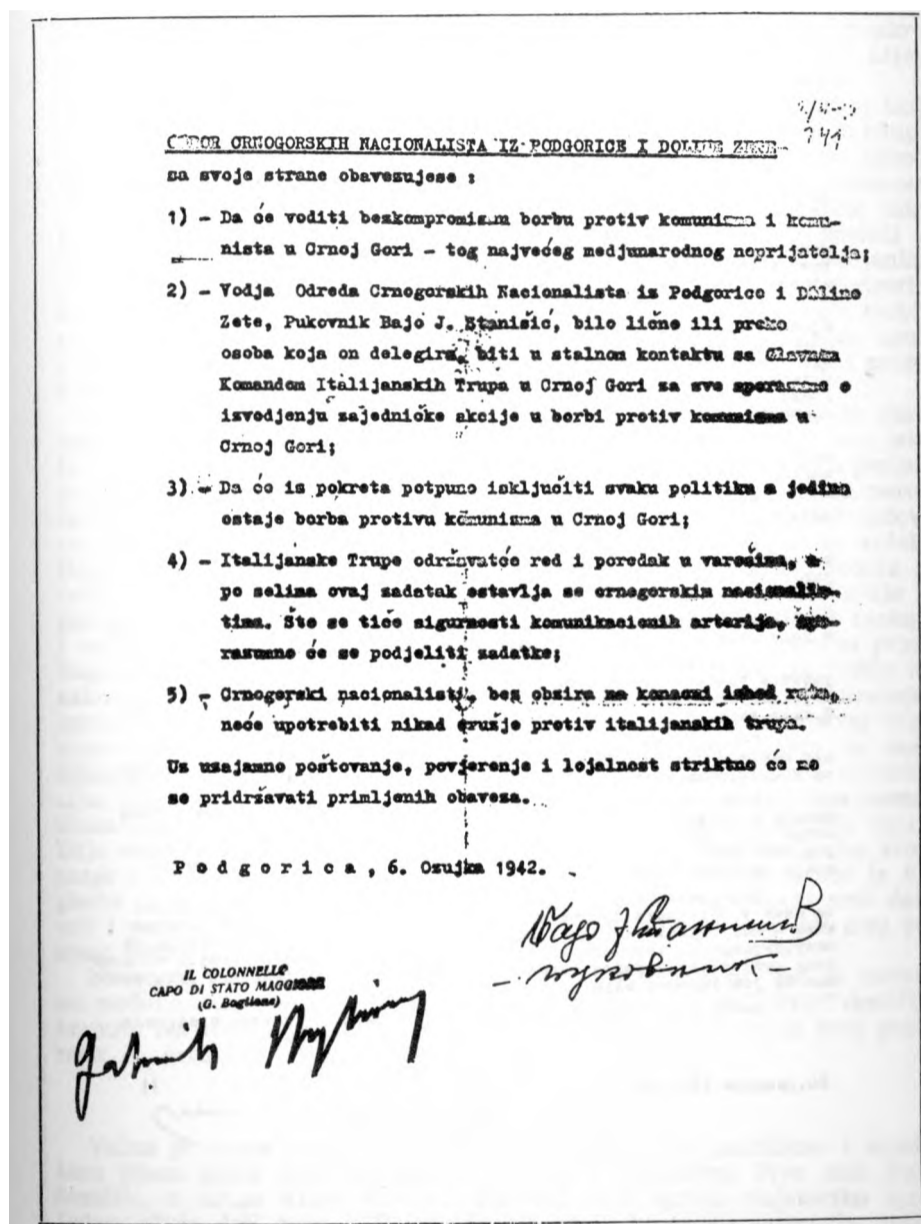 244
ODBOR CRNOGORSKIH NACIONALISTA IZ PODGORICE I DOLINE ZETE
sa svoje strane obavezujese :
1) - Da će voditi bezkompromisnu borbu protiv komunizma i komu-
nista u Crnoj Gori - tog najvećeg medjunarodnog neprijatelja;
2) - Vodja Odreda Crnogorskih Nacionalista iz Podgorice i Doline
Zete, Pukovnik Bajo J. Stanišić, bilo lično ili preko
osoba koja on delegira, biti u stalnom kontaktu sa Glavnom
Komandom Italijanskih Trupa u Crnoj Gori za sve sporazume o
izvodjenju zajedničke akcije u borbi protiv komunizma u
Crnoj Gori;
3) - Da će iz pokreta potpuno isključiti svaku politiku a jedino
ostaje borba protivu komunizma u Crnoj Gori;
4) - Italijanske Trupe održavatće red i poredak u varošima, a
po selima ovaj zadatak ostavlja se crnogorskim nacionalis-
tima. Što se tiče sigurnosti komunikacionih arterija, spo-
razumno će se podjeliti zadatke;
5) - Crnogorski nacionalisti, bez obzira na konačni ishod rata,
neće upotrebiti nikad oružje protiv italijanskih trupa.
Uz uzajamno poštovanje, povjerenje i lojalnost striktno će se
se pridržavati primljenih obaveza.
P o d g o r i c a , 6. Ožujka 1942.
IL COLONNELLO
CAPO DI STATO MAGGIORE
(G. Boglione)